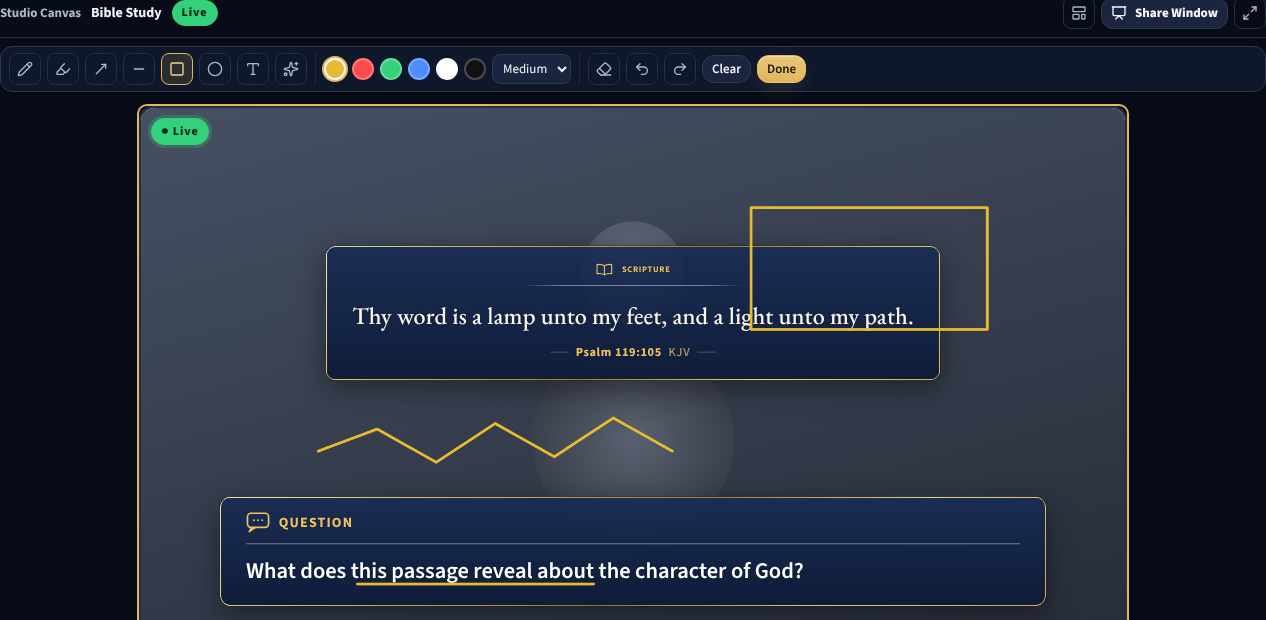 Studio Canvas Bible Study Live
Share Window
T Medium Clear Done
Live
SCRIPTURE
Thy word is a lamp unto my feet, and a light unto my path.
Psalm 119:105 KJV
QUESTION
What does this passage reveal about the character of God?